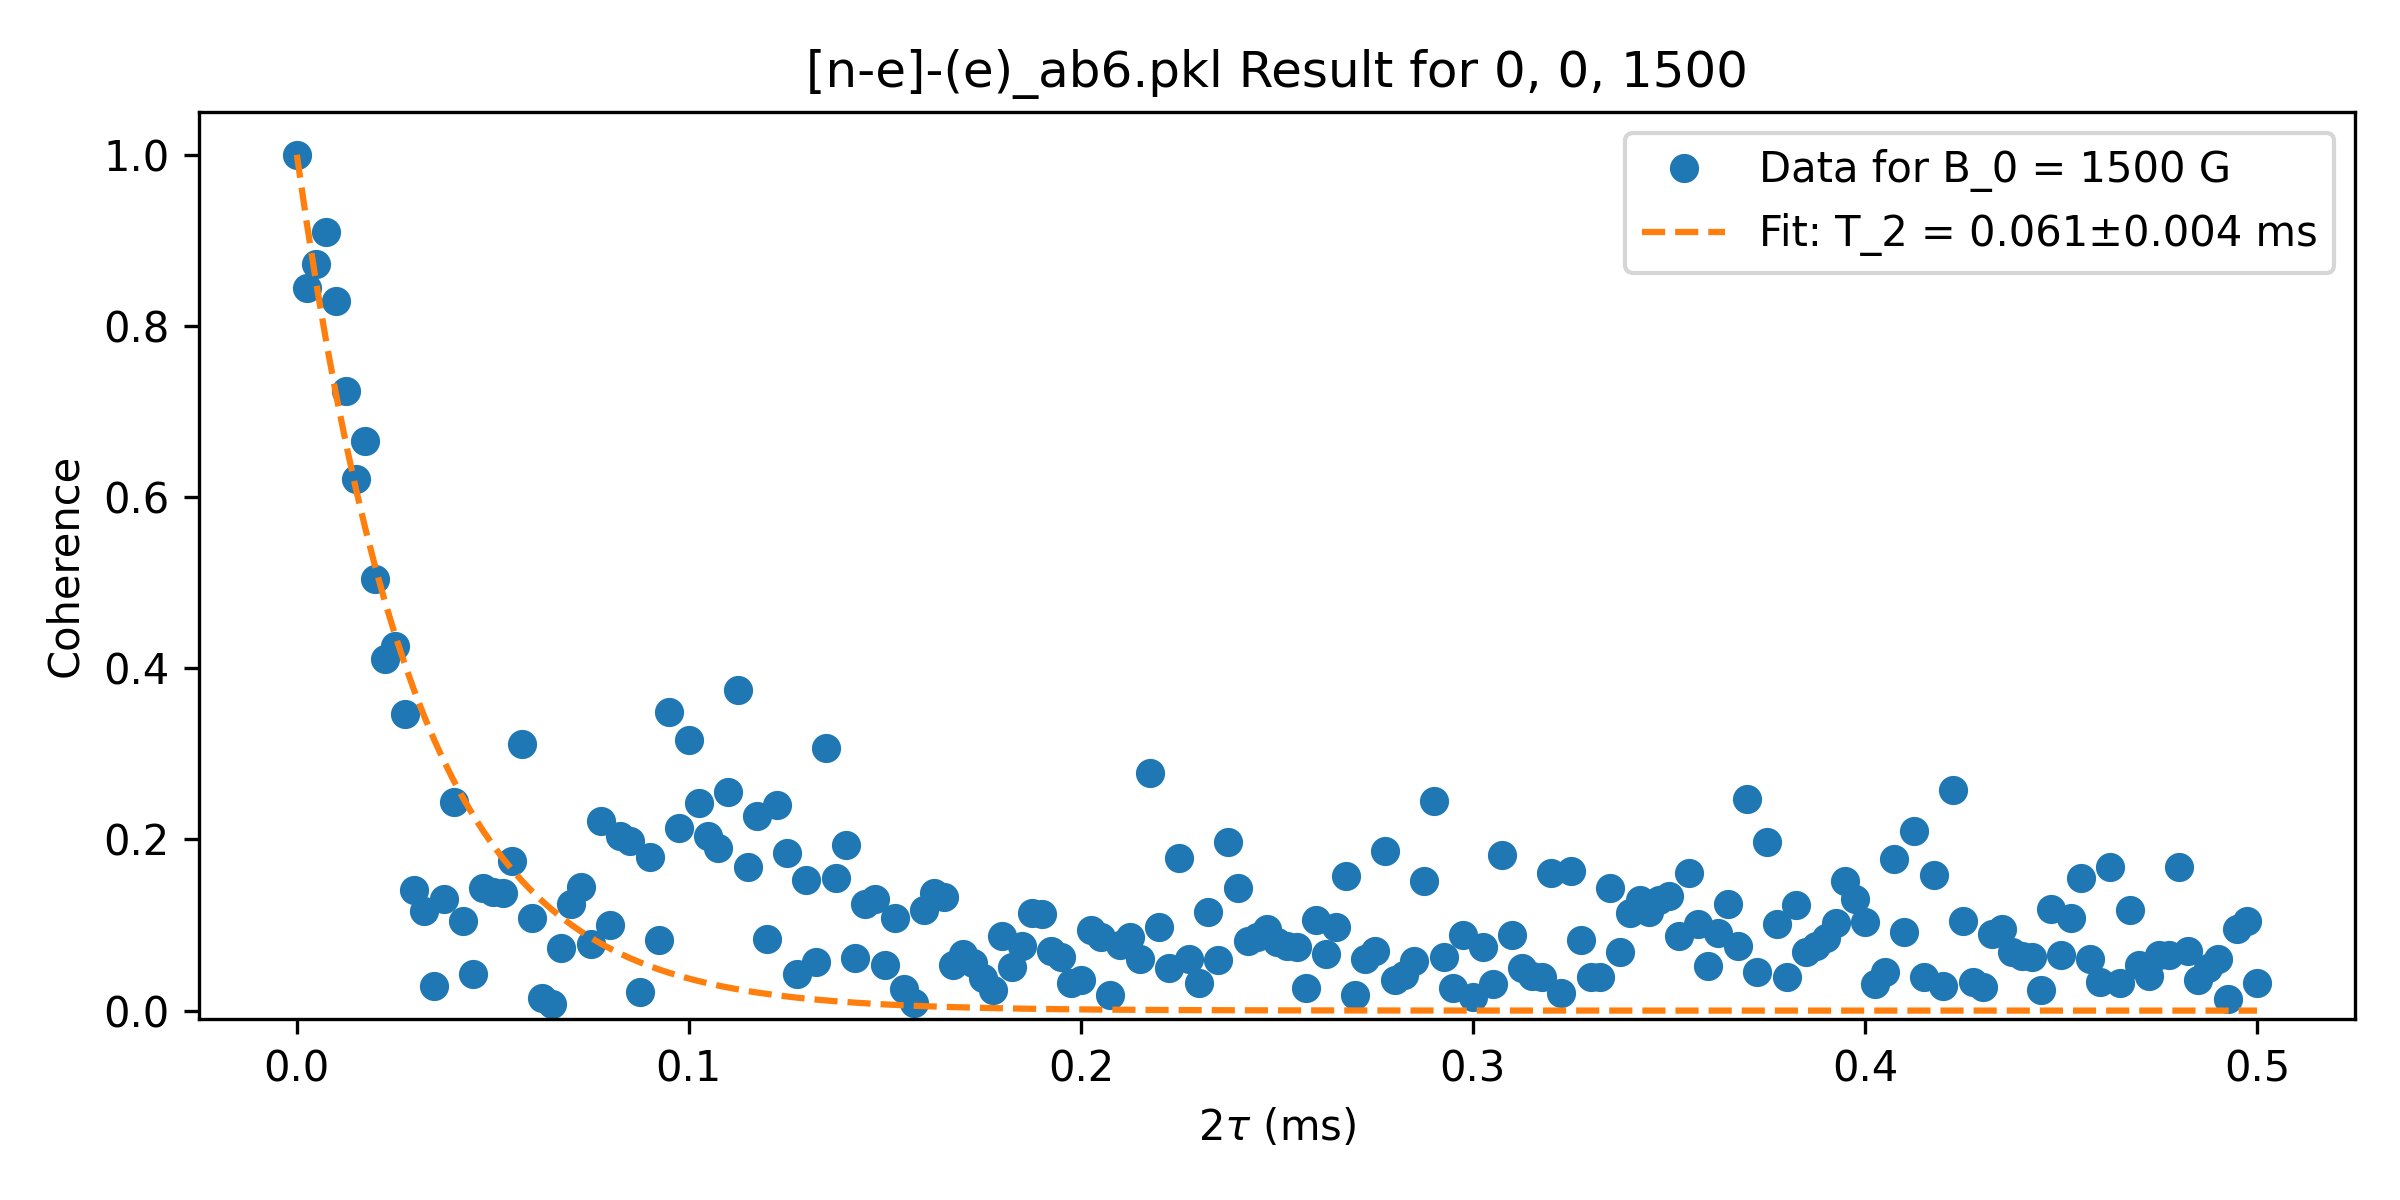 [n-e]-(e)_ab6.pkl Result for 0, 0, 1500
Data for B_0 = 1500 G
Fit: T_2 = 0.061±0.004 ms
Coherence
1.0
0.8
0.6
0.4
0.2
0.0
0.0 0.1 0.2 0.3 0.4 0.5
2τ (ms)